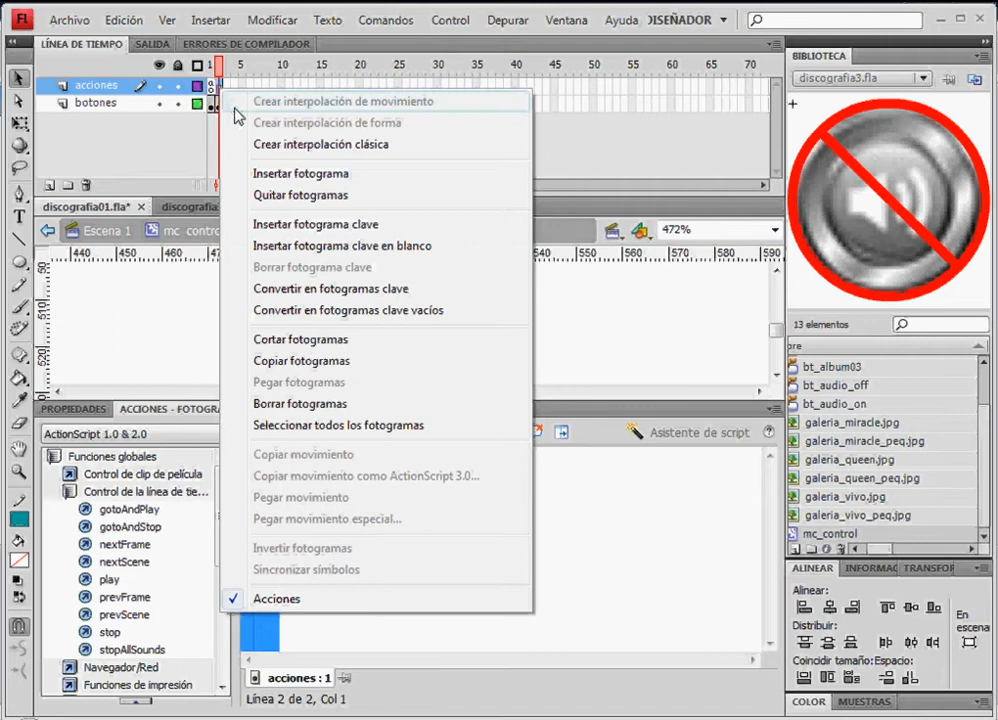 Fl
Archivo Edición Ver Insertar Modificar Texto Comandos Control Depurar Ventana Ayuda DISEÑADOR
LÍNEA DE TIEMPO SALIDA ERRORES DE COMPILADOR
1 5 10 15 20 25 30 35 40 45 50 55 60 65 70
acciones
botones
discografia01.fla*
Escena 1
472%
440 450 460 470 540 550 560 570 580 590
510
520
Crear interpolación de movimiento
Crear interpolación de forma
Crear interpolación clásica
Insertar fotograma
Quitar fotogramas
Insertar fotograma clave
Insertar fotograma clave en blanco
Borrar fotograma clave
Convertir en fotogramas clave
Convertir en fotogramas clave vacíos
Cortar fotogramas
Copiar fotogramas
Pegar fotogramas
Borrar fotogramas
Seleccionar todos los fotogramas
Copiar movimiento
Copiar movimiento como ActionScript 3.0...
Pegar movimiento
Pegar movimiento especial...
Invertir fotogramas
Sincronizar símbolos
Acciones
PROPIEDADES ACCIONES - FOTOGRA
ActionScript 1.0 & 2.0
Asistente de script
Funciones globales
Control de clip de película
Control de la línea de tie...
gotoAndPlay
gotoAndStop
nextFrame
nextScene
play
prevFrame
prevScene
stop
stopAllSounds
Navegador/Red
Funciones de impresión
acciones : 1
Línea 2 de 2, Col 1
BIBLIOTECA
discografia3.fla
13 elementos
bre
bt_album03
bt_audio_off
bt_audio_on
galeria_miracle.jpg
galeria_miracle_peq.jpg
galeria_queen.jpg
galeria_queen_peq.jpg
galeria_vivo.jpg
galeria_vivo_peq.jpg
mc_control
ALINEAR INFORMAC TRANSFOR
Alinear:
Distribuir:
En
escena
Coincidir tamaño: Espacio:
COLOR MUESTRAS